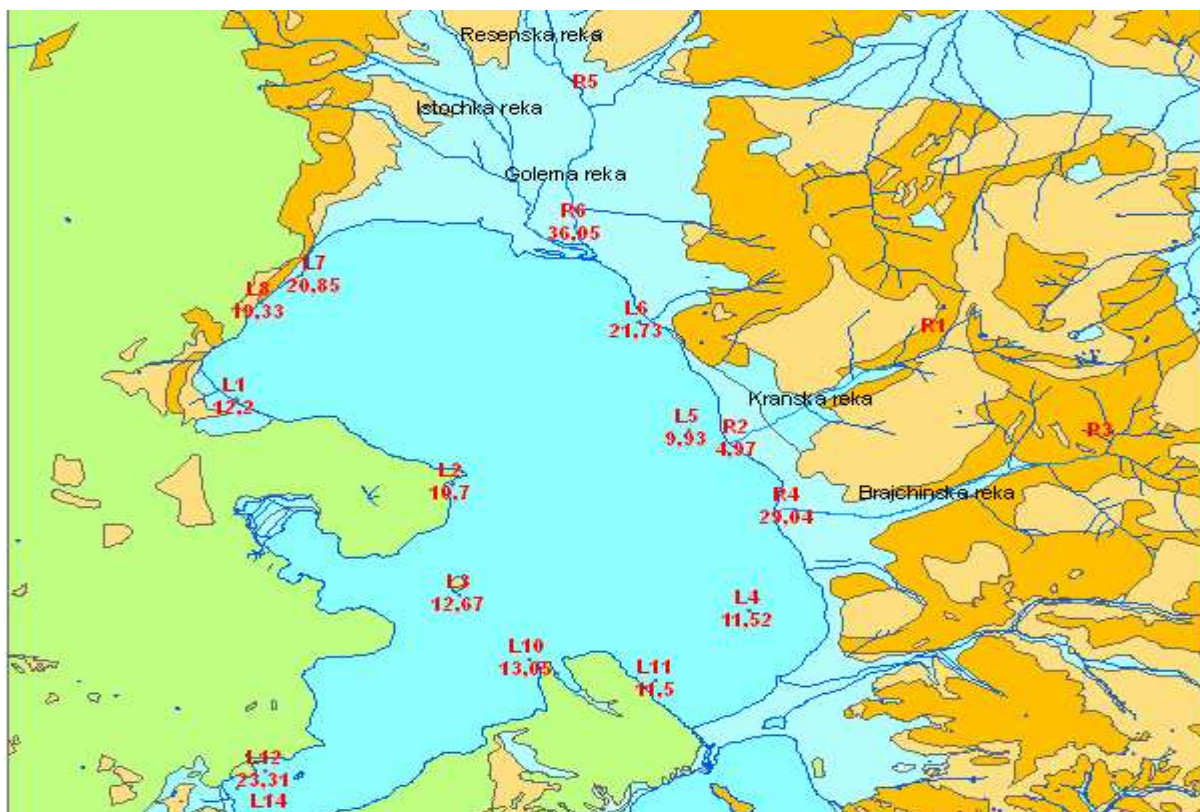 Resenska reka
R5
Istochka reka
Golema reka
R6
36,05
L7
20,85
L8
19,33
L6
21,73
R1
L1
12,2
Kranska reka
L5
9,93
R2
4,97
R3
L2
10,7
R4
29,04
Brajchinska reka
L3
12,67
L4
11,52
L10
13,05
L11
11,5
L12
23,31
L14